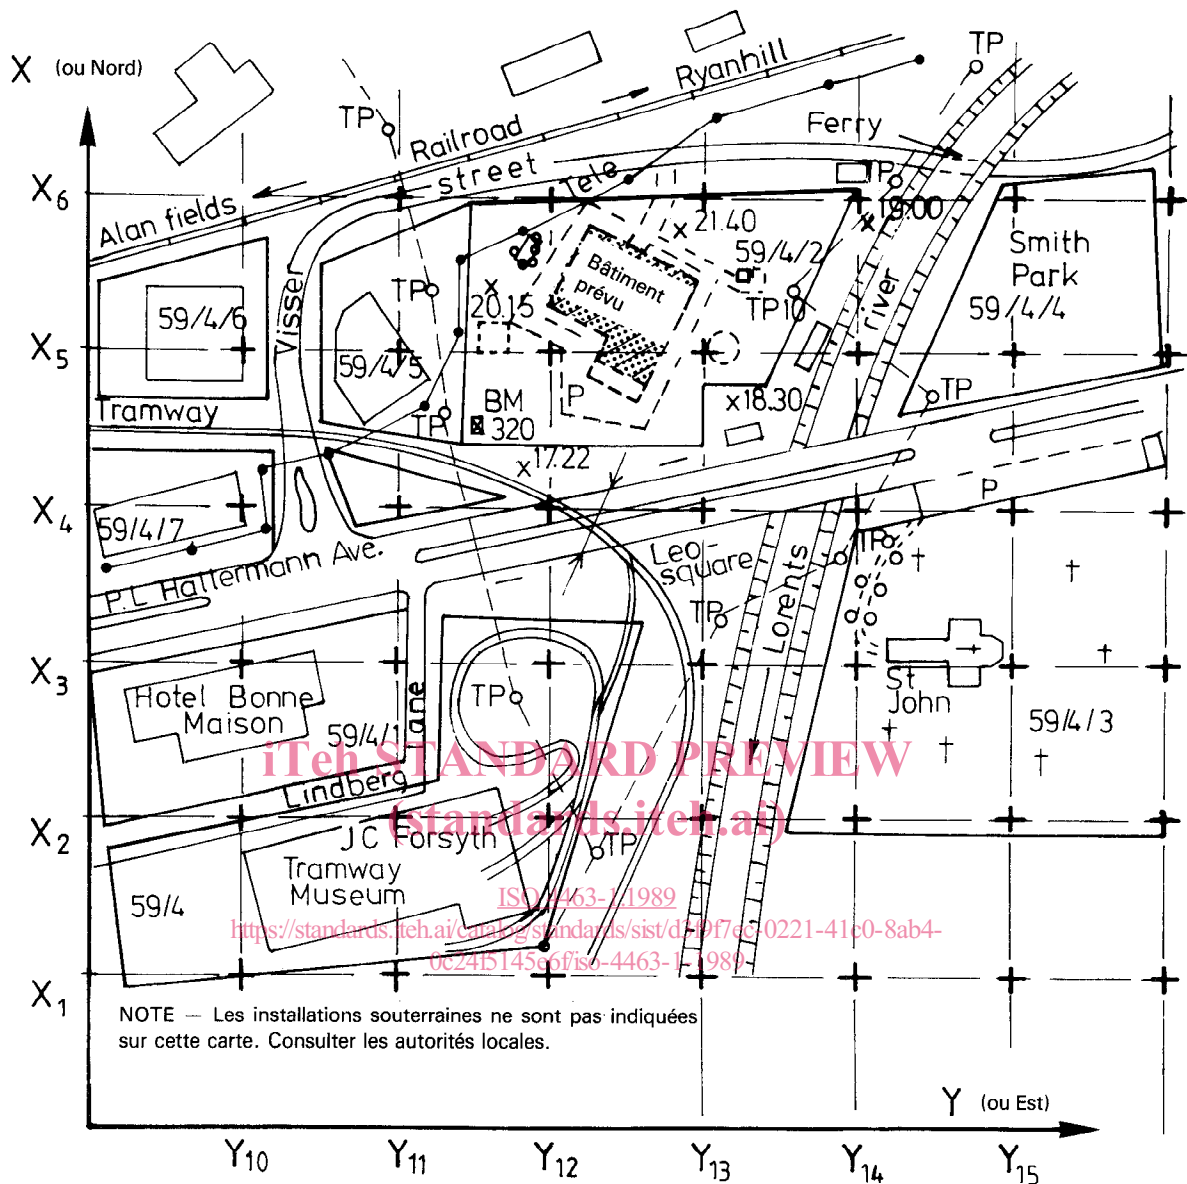 X (ou Nord)
TP
Ryanhill
TP
Railroad
Ferry
street
Tele
TP
X6
Alan fields
21.40
19.00
59/4/2
Smith
Park
Visser
Bâtiment
prévu
TP
20.15
TP10
river
59/4/4
59/4/6
X5
59/4/5
TP
Tramway
BM
320
P
18.30
TP
17.22
P
X4
59/4/7
P.L Haltermann Ave.
Leo-
square
TP
Lorents
TP
X3
Hotel Bonne
Maison
TP
St
John
59/4/1
Lane
59/4/3
iTeh STANDARD PREVIEW
Lindberg
(standards.iteh.ai)
X2
J C Forsyth
TP
Tramway
Museum
59/4
ISO 4463-1:1989
https://standards.iteh.ai/catalog/standards/sist/d3f9f7ec-0221-41c0-8ab4-
0c24f5145e6f/iso-4463-1-1989
X1
NOTE — Les installations souterraines ne sont pas indiquées
sur cette carte. Consulter les autorités locales.
Y (ou Est)
Y10 Y11 Y12 Y13 Y14 Y15